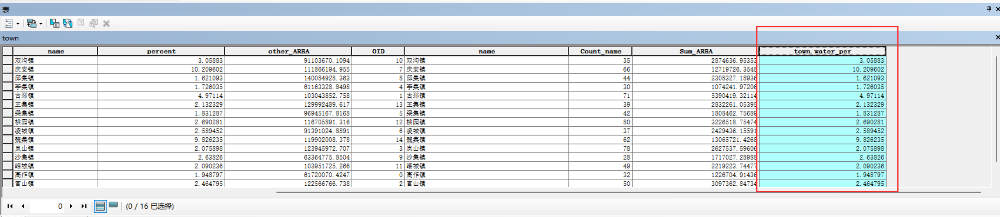 表
town
name percent other_AREA OID name Count_name Sum_AREA town.water_per
双沟镇 3.05883 91103670.1094 10 双沟镇 35 2874636.95353 3.05883
庆安镇 10.209602 111866194.955 7 庆安镇 66 12719726.3548 10.209602
邱集镇 1.621093 140084928.363 8 邱集镇 44 2308327.18936 1.621093
李集镇 1.726035 61163328.8498 4 李集镇 30 1074241.97206 1.726035
古邳镇 4.97114 103043852.758 1 古邳镇 71 5390419.32114 4.97114
王集镇 2.132329 129992489.617 13 王集镇 39 2832261.05395 2.132329
梁集镇 1.831287 96945167.8168 5 梁集镇 42 1808462.75689 1.831287
桃园镇 2.690281 116705891.316 12 桃园镇 80 3226518.75474 2.690281
凌城镇 2.589452 91391024.8891 6 凌城镇 37 2429436.15591 2.589452
魏集镇 9.826235 119902008.378 14 魏集镇 62 13065721.4268 9.826235
岚山镇 2.075898 123945972.707 3 岚山镇 78 2627537.59606 2.075898
沙集镇 2.63826 63364775.8504 9 沙集镇 28 1717027.28988 2.63826
睢城镇 2.090236 103951725.266 11 睢城镇 49 2219223.74477 2.090236
高作镇 1.948797 61720070.4247 0 高作镇 32 1226704.91436 1.948797
官山镇 2.464795 122566766.738 2 官山镇 50 3097362.84734 2.464795
0 (0 / 16 已选择)